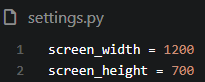 settings.py
1 screen_width = 1200
2 screen_height = 700